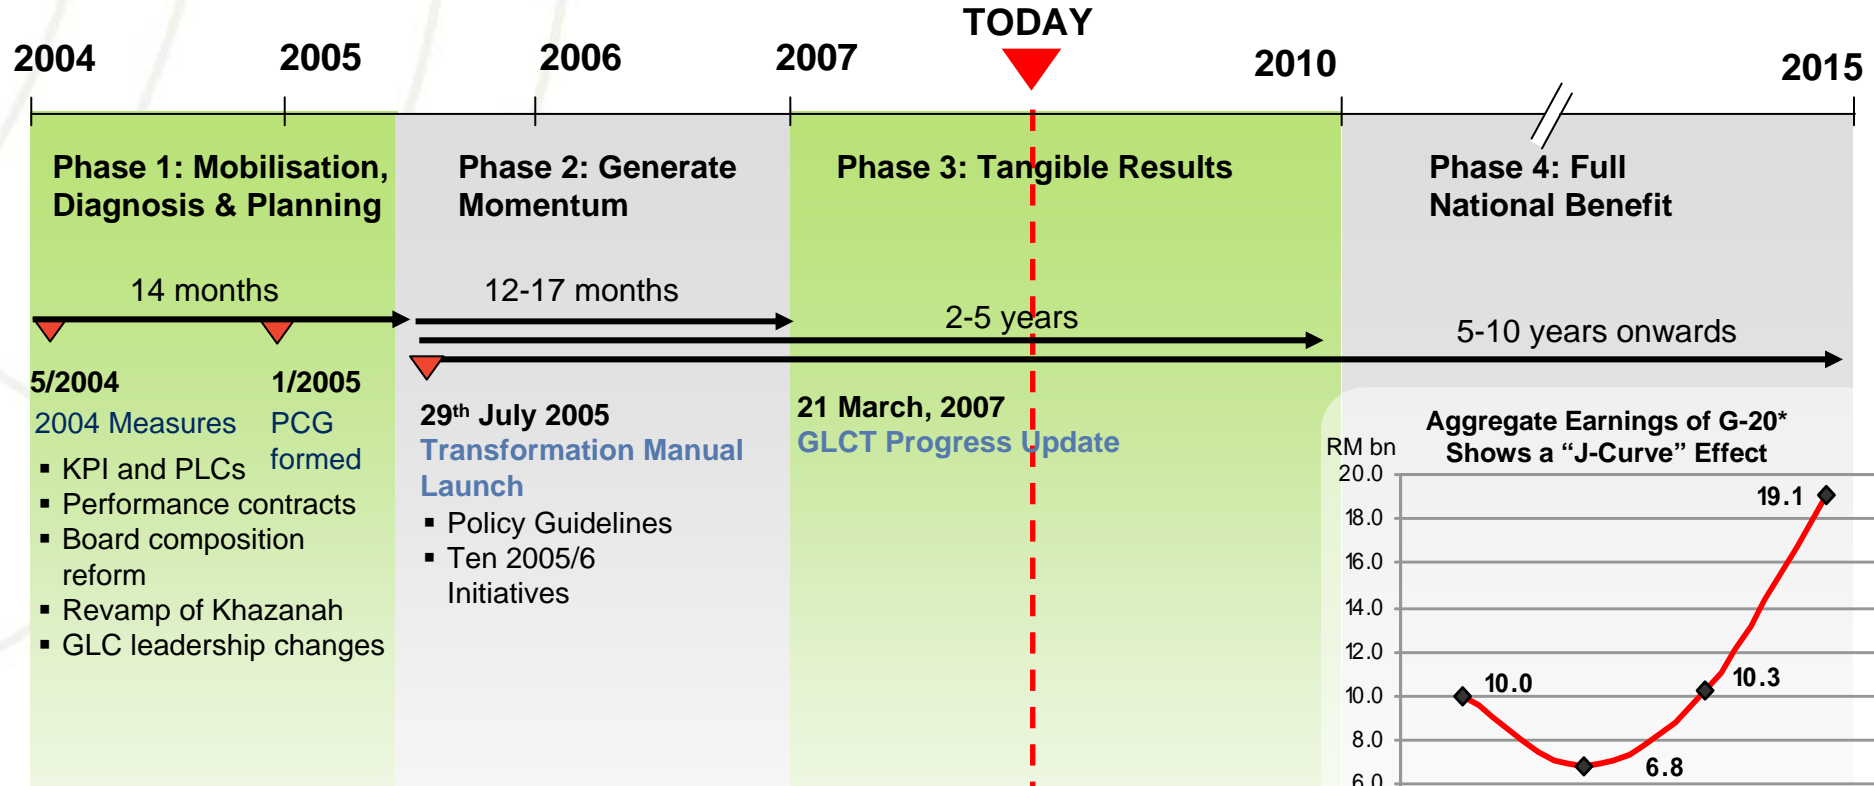 TODAY
2004
2005
2006
2007
2010
2015
Phase 1: Mobilisation,
Diagnosis & Planning
Phase 2: Generate
Momentum
Phase 3: Tangible Results
Phase 4: Full
National Benefit
14 months
12-17 months
2-5 years
5-10 years onwards
5/2004
2004 Measures
▪ KPI and PLCs
▪ Performance contracts
▪ Board composition
reform
▪ Revamp of Khazanah
▪ GLC leadership changes
1/2005
PCG
formed
29th July 2005
Transformation Manual
Launch
▪ Policy Guidelines
▪ Ten 2005/6
Initiatives
21 March, 2007
GLCT Progress Update
Aggregate Earnings of G-20*
Shows a “J-Curve” Effect
RM bn
20.0
18.0
16.0
14.0
12.0
10.0
8.0
6.0
10.0
6.8
10.3
19.1